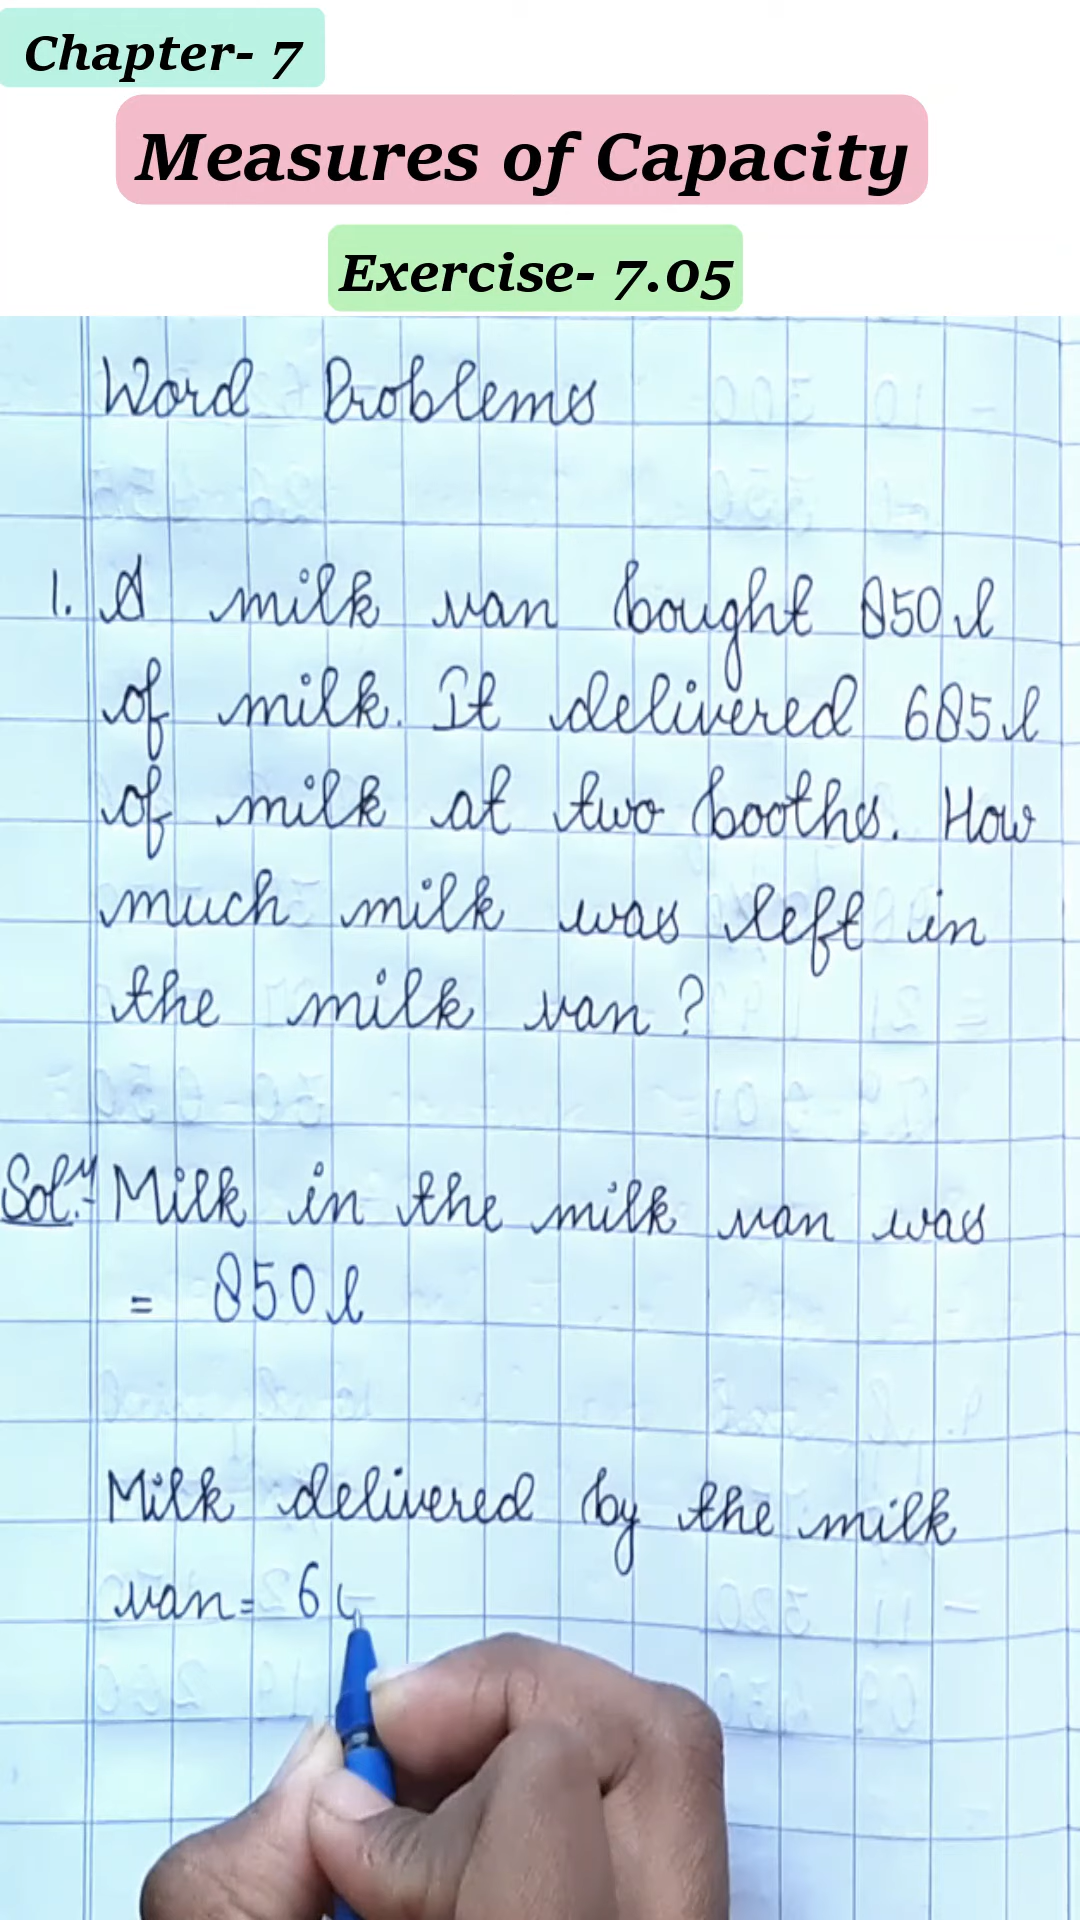 Chapter- 7
Measures of Capacity
Exercise- 7.05
Word Problems
1. A milk van bought 850 l
of milk. It delivered 685 l
of milk at two booths. How
much milk was left in
the milk van?
Solⁿ:- Milk in the milk van was
= 850 l
Milk delivered by the milk
van = 6